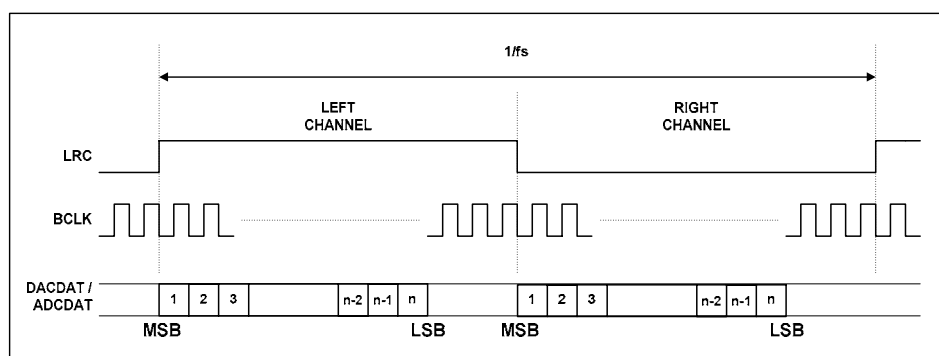 1/fs
LEFT
CHANNEL
RIGHT
CHANNEL
LRC
BCLK
DACDAT /
ADCDAT
1 2 3 n-2 n-1 n 1 2 3 n-2 n-1 n
MSB LSB MSB LSB